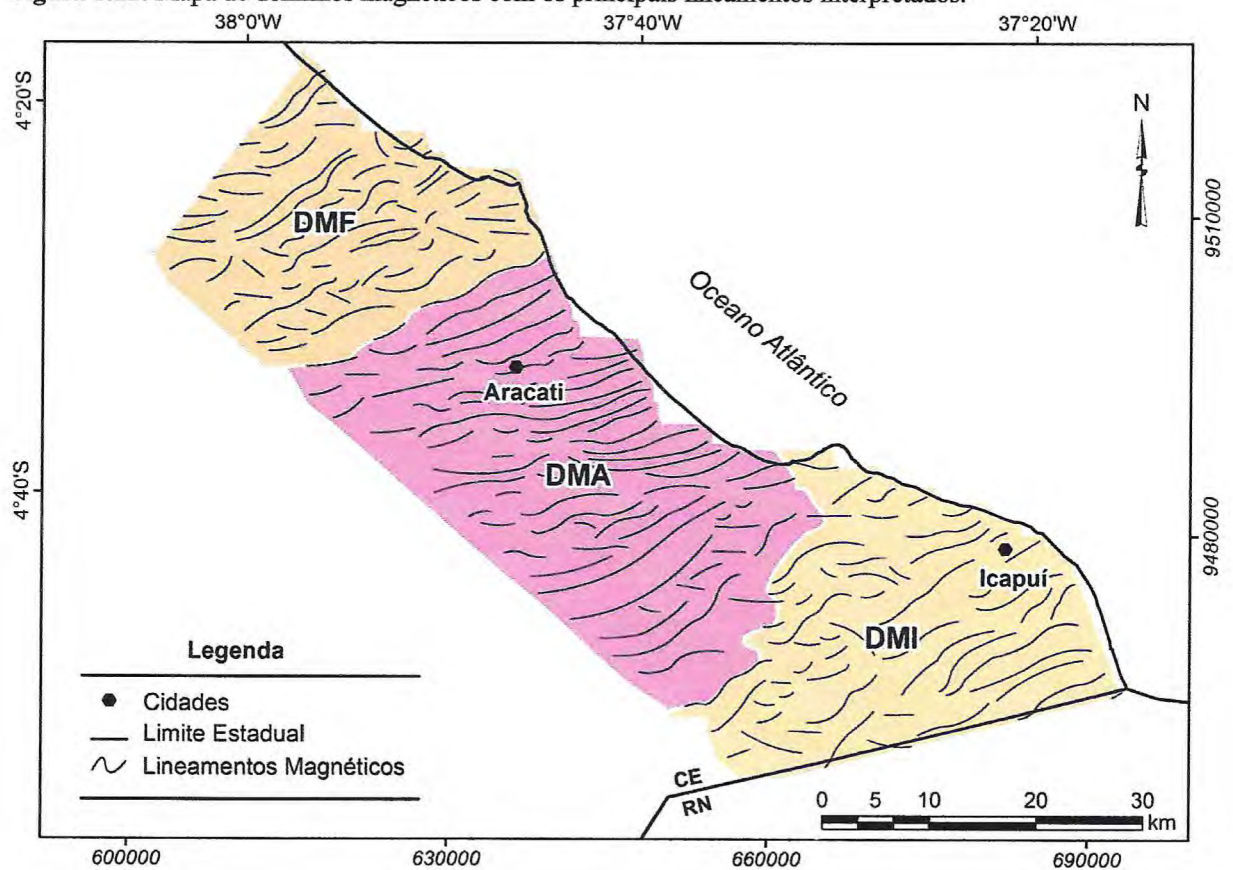 Mapa de domínios magnéticos com os principais lineamentos interpretados.
38°0'W 37°40'W 37°20'W
4°20'S
N
DMF
9510000
Oceano Atlântico
Aracati
4°40'S
DMA
9480000
Icapuí
DMI
Legenda
Cidades
Limite Estadual
Lineamentos Magnéticos
CE
RN
0 5 10 20 30
km
600000 630000 660000 690000